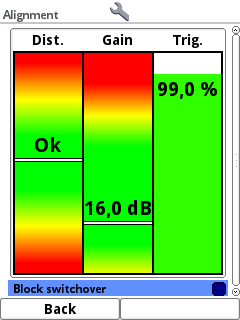 Alignment
Dist. Gain Trig.
99,0 %
Ok
16,0 dB
Block switchover
Back